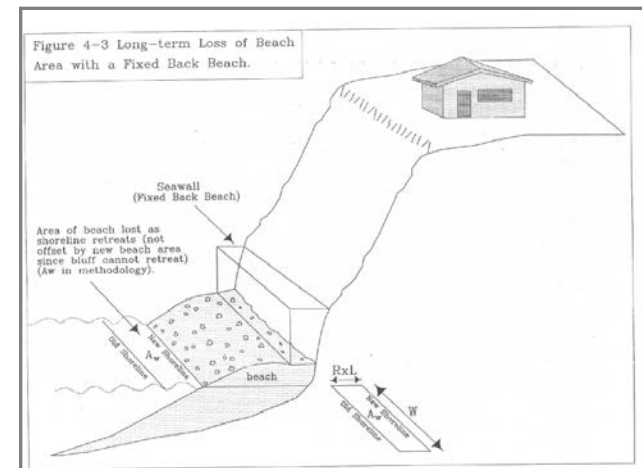 Figure 4-3 Long-term Loss of Beach
Area with a Fixed Back Beach.
Seawall
(Fixed Back Beach)
Area of beach lost as
shoreline retreats (not
offset by new beach area
since bluff cannot retreat)
(Aw in methodology).
New Shoreline
Aw
Old Shoreline
beach
RxL
W
New Shoreline
Aw
Old Shoreline